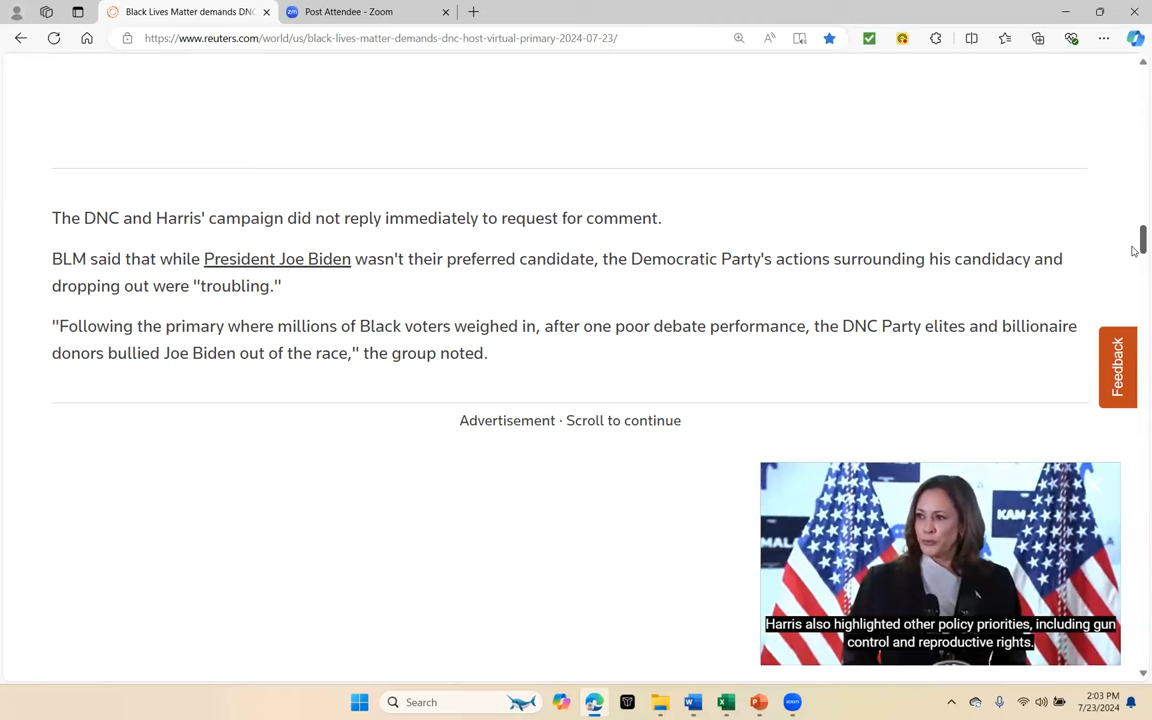 Black Lives Matter demands DNC
Post Attendee - Zoom
https://www.reuters.com/world/us/black-lives-matter-demands-dnc-host-virtual-primary-2024-07-23/
The DNC and Harris' campaign did not reply immediately to request for comment.
BLM said that while President Joe Biden wasn't their preferred candidate, the Democratic Party's actions surrounding his candidacy and
dropping out were "troubling."
"Following the primary where millions of Black voters weighed in, after one poor debate performance, the DNC Party elites and billionaire
donors bullied Joe Biden out of the race," the group noted.
Feedback
Advertisement · Scroll to continue
KAM
MALA
Harris also highlighted other policy priorities, including gun
control and reproductive rights.
Search
2:03 PM
7/23/2024